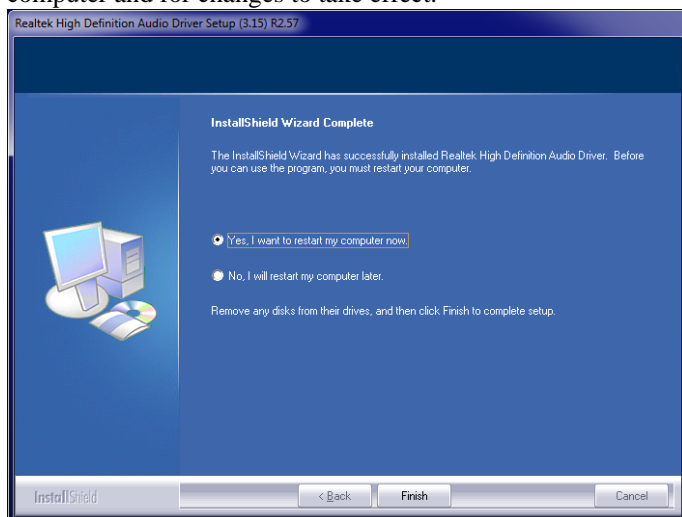 computer and for changes to take effect.
Realtek High Definition Audio Driver Setup (3.15) R2.57
InstallShield Wizard Complete
The InstallShield Wizard has successfully installed Realtek High Definition Audio Driver.  Before
you can use the program, you must restart your computer.
Yes, I want to restart my computer now.
No, I will restart my computer later.
Remove any disks from their drives, and then click Finish to complete setup.
InstallShield
< Back
Finish
Cancel